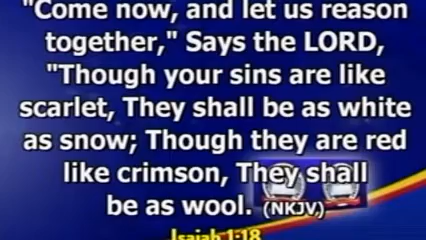 "Come now, and let us reason
together," Says the LORD,
"Though your sins are like
scarlet, They shall be as white
as snow; Though they are red
like crimson, They shall
be as wool. (NKJV)
Isaiah 1:18